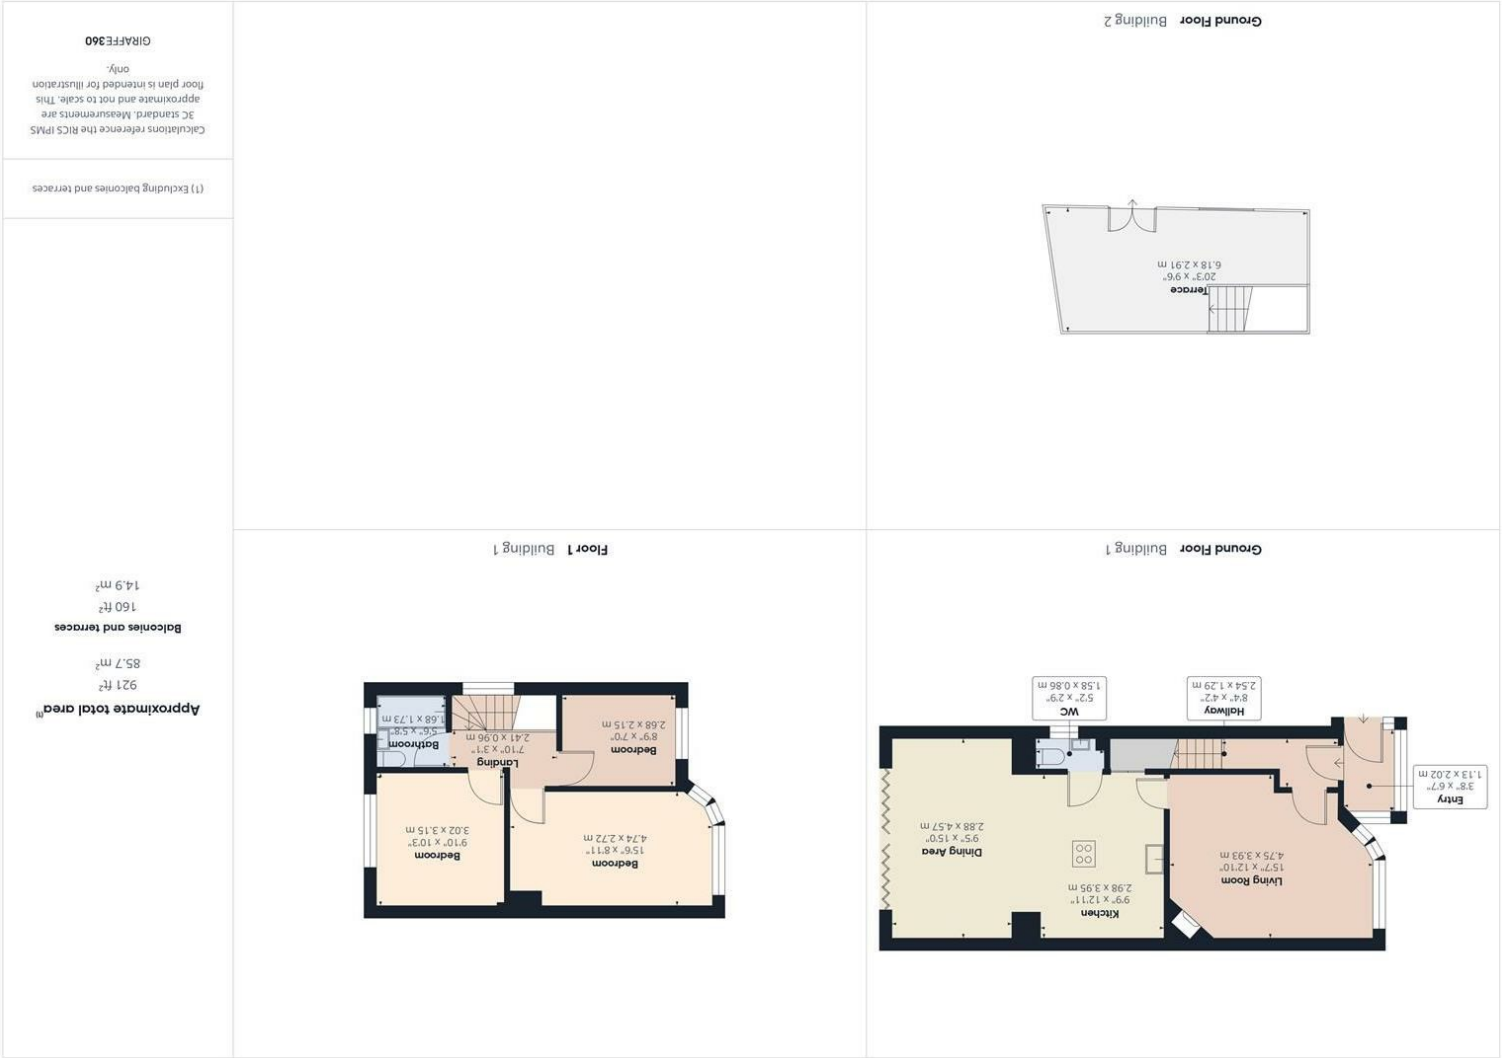 Kitchen
9'9" x 12'11"
2.98 x 3.95 m
Living Room
15'7" x 12'10"
4.75 x 3.93 m
Dining Area
9'5" x 15'0"
2.88 x 4.57 m
Entry
3'8" x 6'7"
1.13 x 2.02 m
Hallway
8'4" x 4'2"
2.54 x 1.29 m
WC
5'2" x 2'9"
1.58 x 0.86 m
Ground Floor Building 1
Bedroom
15'6" x 8'11"
4.74 x 2.72 m
Bedroom
9'10" x 10'3"
3.02 x 3.15 m
Landing
7'10" x 3'1"
2.41 x 0.96 m
Bedroom
8'9" x 7'0"
2.68 x 2.15 m
Bathroom
5'6" x 5'8"
1.68 x 1.73 m
Floor 1 Building 1
Terrace
20'3" x 9'6"
6.18 x 2.91 m
Ground Floor Building 2
Approximate total area(1)
921 ft²
85.7 m²
Balconies and terraces
160 ft²
14.9 m²
(1) Excluding balconies and terraces
Calculations reference the RICS IPMS
3C standard. Measurements are
approximate and not to scale. This
floor plan is intended for illustration
only.
GIRAFFE360